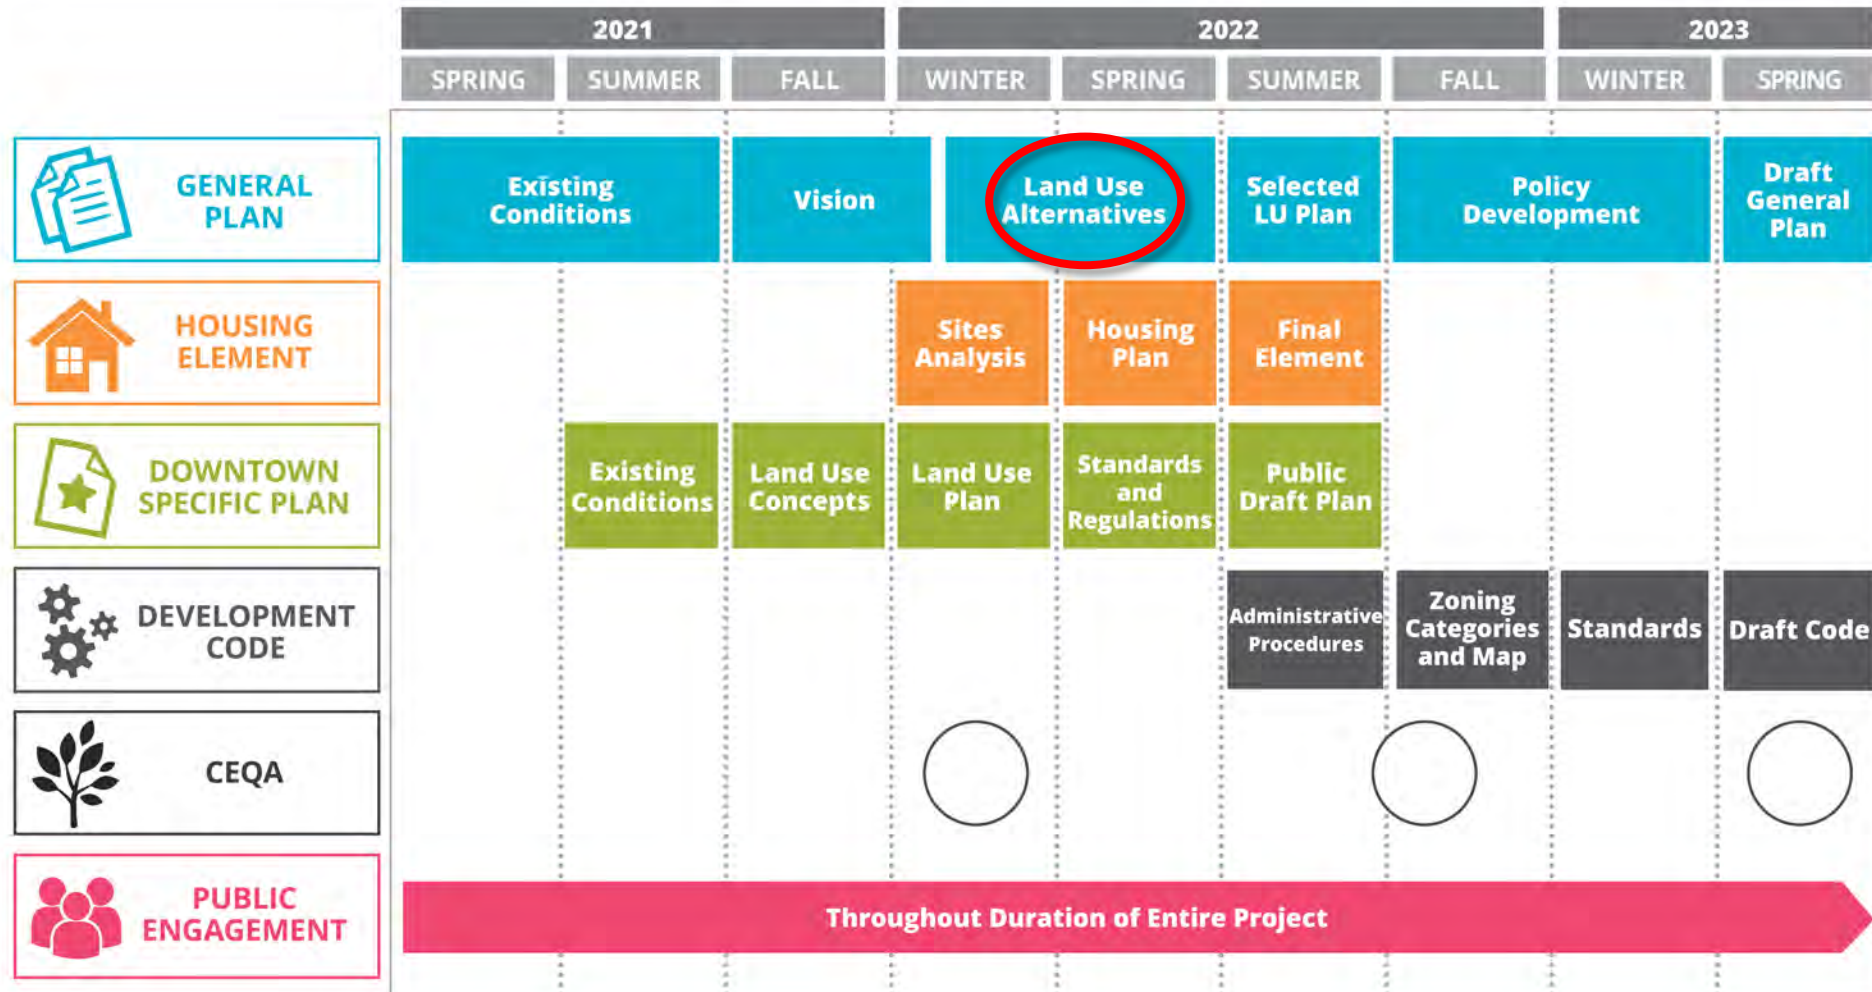 2021
2022
2023
SPRING
SUMMER
FALL
WINTER
SPRING
SUMMER
FALL
WINTER
SPRING
GENERAL
PLAN
Existing
Conditions
Vision
Land Use
Alternatives
Selected
LU Plan
Policy
Development
Draft
General
Plan
HOUSING
ELEMENT
Sites
Analysis
Housing
Plan
Final
Element
DOWNTOWN
SPECIFIC PLAN
Existing
Conditions
Land Use
Concepts
Land Use
Plan
Standards
and
Regulations
Public
Draft Plan
DEVELOPMENT
CODE
Administrative
Procedures
Zoning
Categories
and Map
Standards
Draft Code
CEQA
PUBLIC
ENGAGEMENT
Throughout Duration of Entire Project